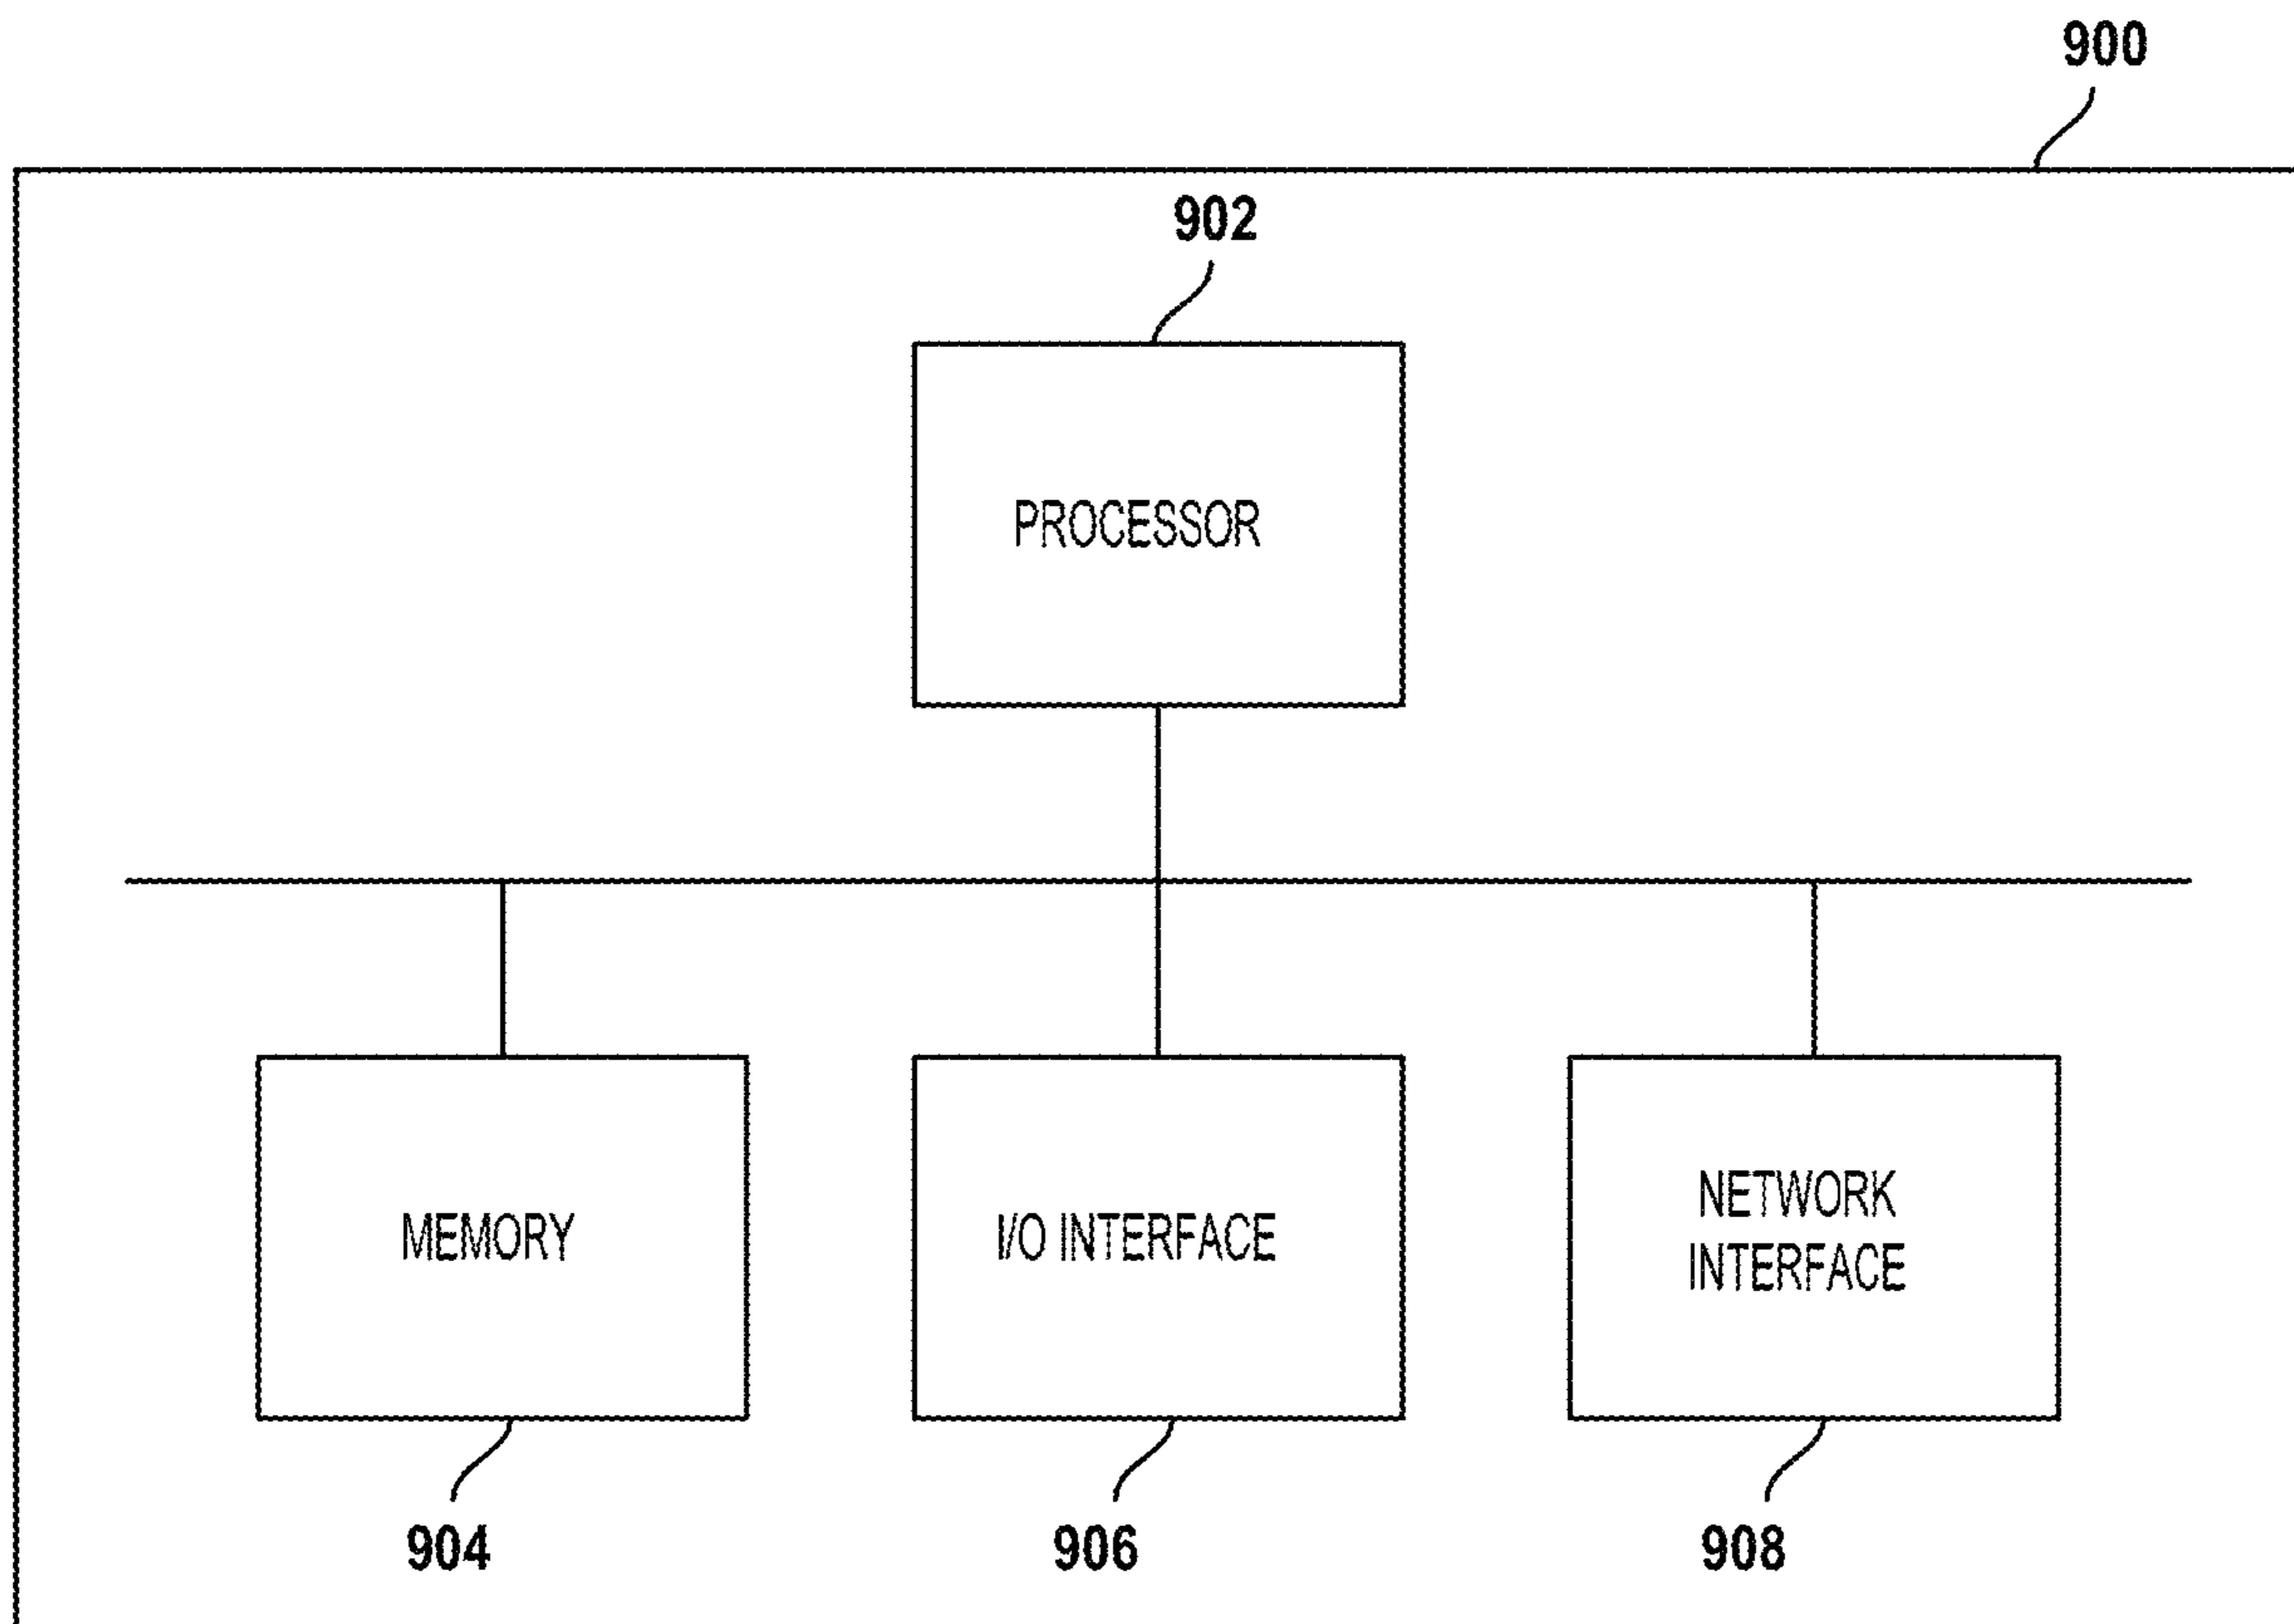 900
902
PROCESSOR
MEMORY
I/O INTERFACE
NETWORK
INTERFACE
904
906
908